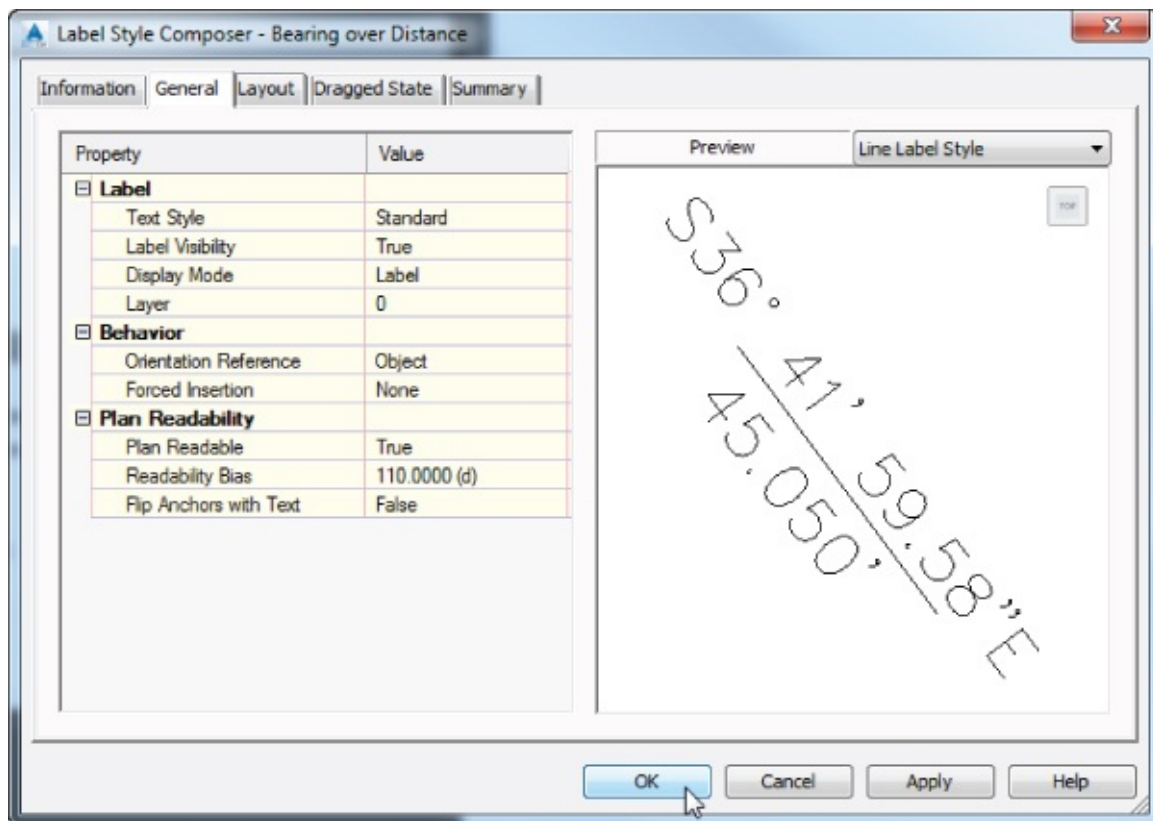 Label Style Composer - Bearing over Distance
Information General Layout Dragged State Summary
Property Value
Label
Text Style Standard
Label Visibility True
Display Mode Label
Layer 0
Behavior
Orientation Reference Object
Forced Insertion None
Plan Readability
Plan Readable True
Readability Bias 110.0000 (d)
Flip Anchors with Text False
Preview Line Label Style
TOP
S36° 41' 59.58"E
45.050'
OK Cancel Apply Help